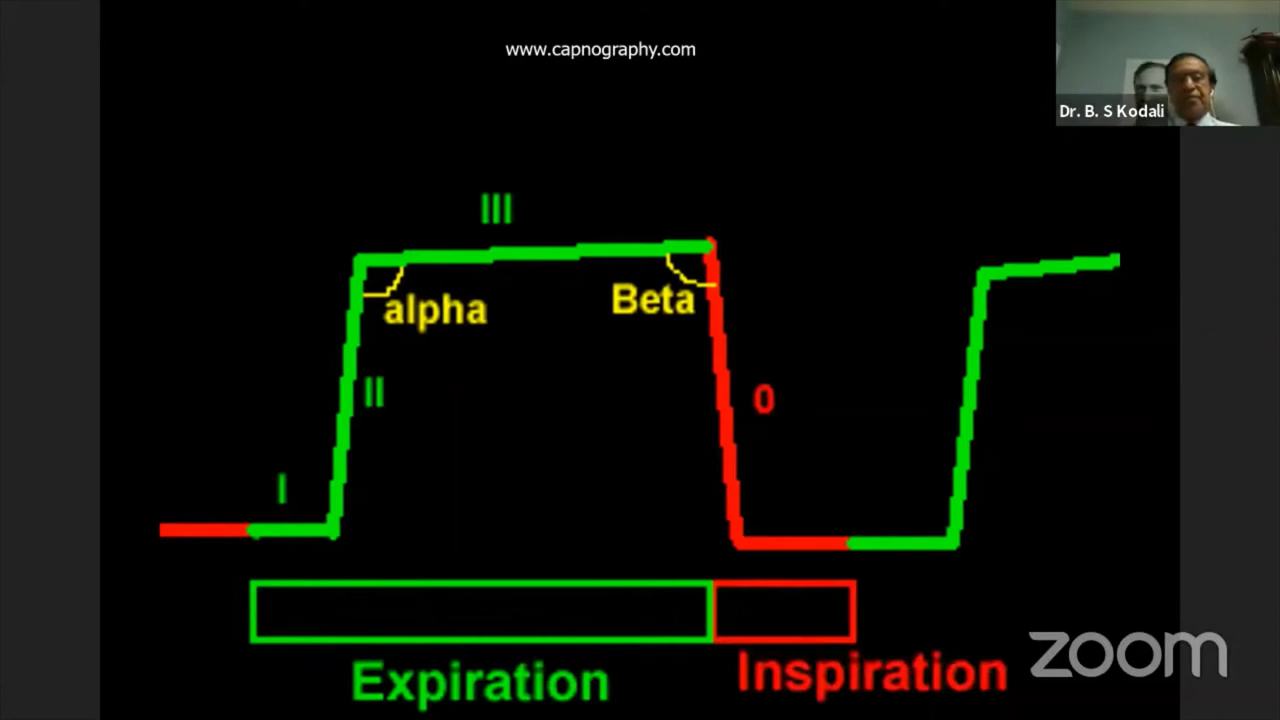 www.capnography.com
Dr. B. S Kodali
III
alpha
Beta
II
0
I
Expiration
Inspiration
zoom